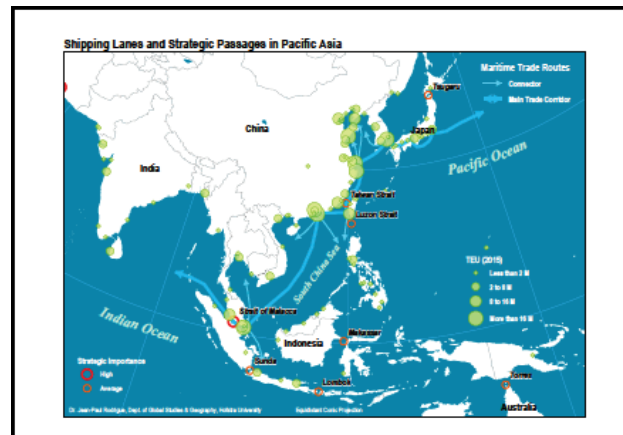 Shipping Lanes and Strategic Passages in Pacific Asia
Maritime Trade Routes
Connector
Main Trade Corridor
Tsugaru
China
Japan
India
Pacific Ocean
Taiwan Strait
Luzon Strait
South China Sea
TEU (2015)
Less than 3 M
3 to 8 M
8 to 15 M
More than 15 M
Indian Ocean
Strait of Malacca
Indonesia
Makassar
Strategic Importance
High
Average
Sunda
Lombok
Torres
Australia
Dr. Jean-Paul Rodrigue, Dept. of Global Studies & Geography, Hofstra University
Equidistant Conic Projection